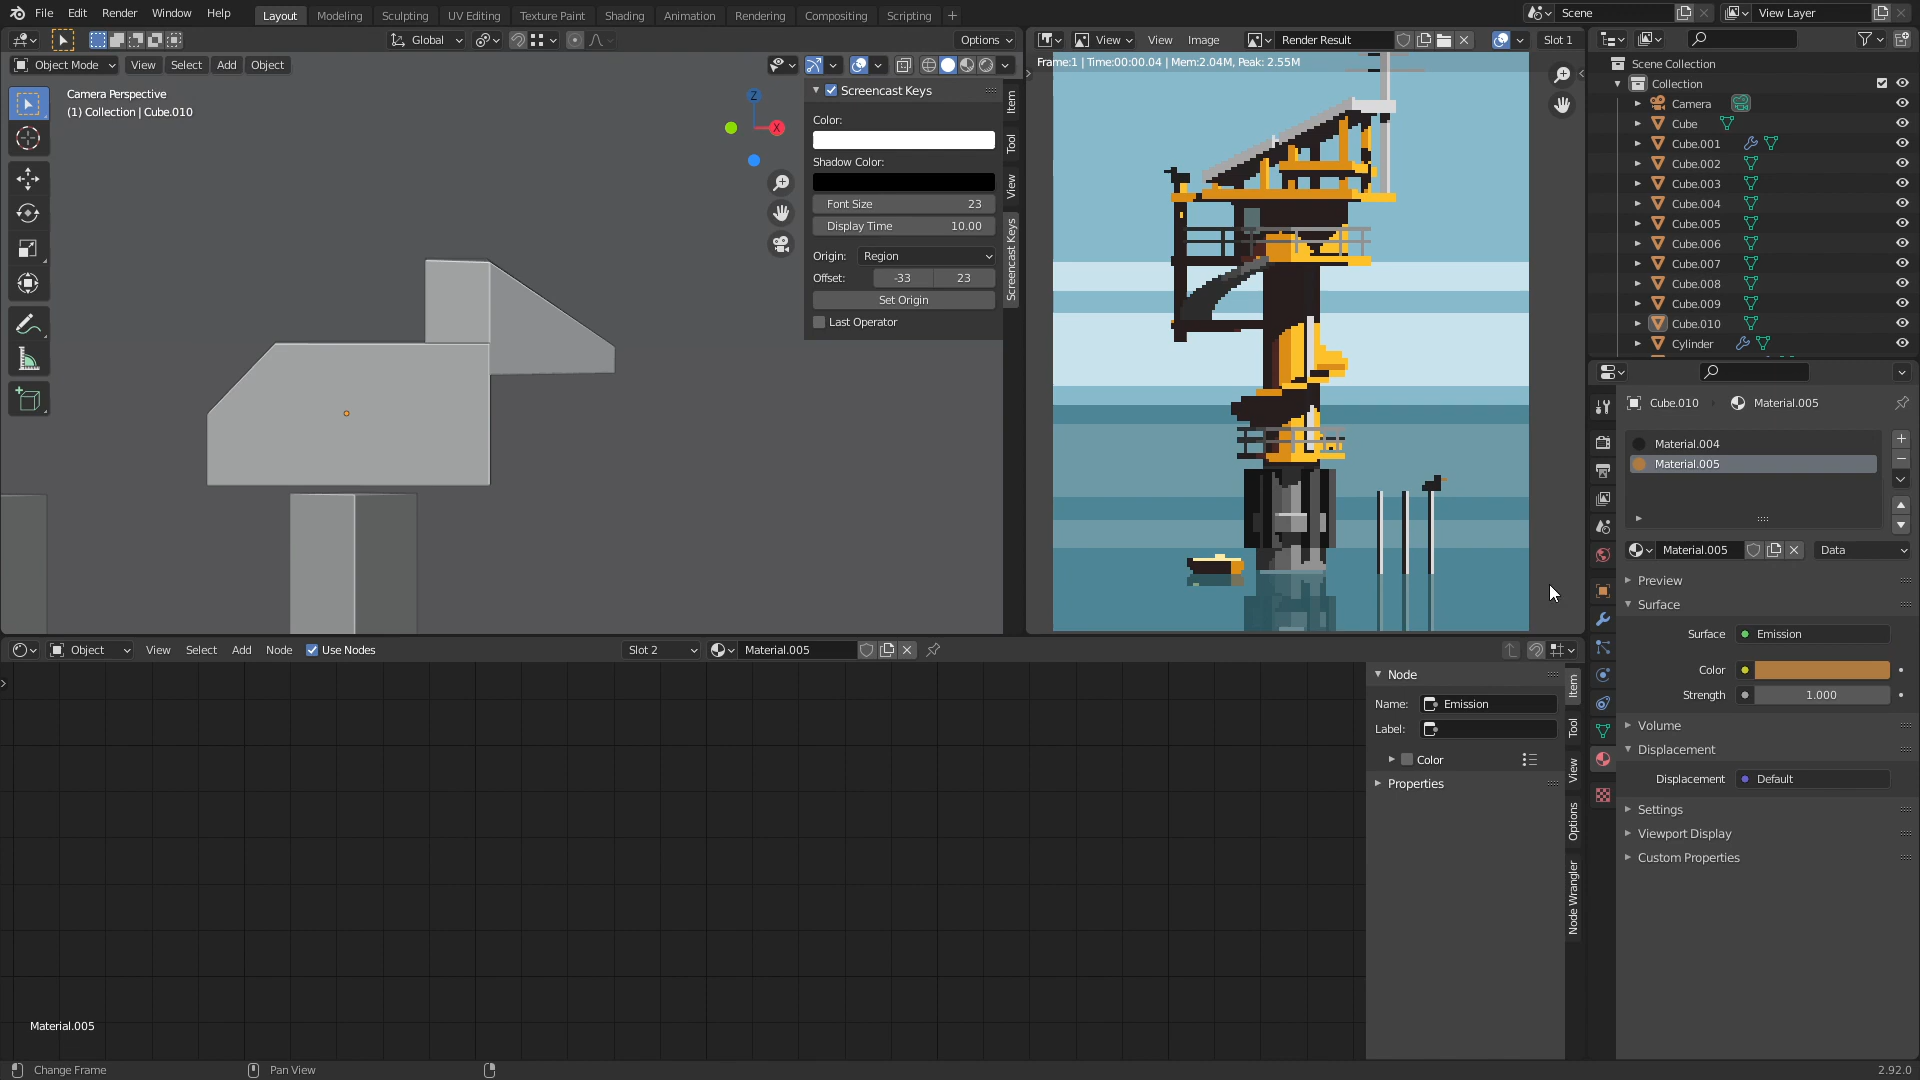 File Edit Render Window Help Layout Modeling Sculpting UV Editing Texture Paint Shading Animation Rendering Compositing Scripting + Scene View Layer
Global Options View View Image Render Result Slot 1
Object Mode View Select Add Object
Frame:1 | Time:00:00.04 | Mem:2.04M, Peak: 2.55M
Camera Perspective
(1) Collection | Cube.010
Z
X
Screencast Keys
Color:
Shadow Color:
Font Size 23
Display Time 10.00
Origin: Region
Offset: -33 23
Set Origin
Last Operator
Item
Tool
View
Screencast Keys
Scene Collection
Collection
Camera
Cube
Cube.001
Cube.002
Cube.003
Cube.004
Cube.005
Cube.006
Cube.007
Cube.008
Cube.009
Cube.010
Cylinder
Cube.010 Material.005
Material.004
Material.005
Material.005 Data
Preview
Surface
Surface Emission
Color
Strength 1.000
Volume
Displacement
Displacement Default
Settings
Viewport Display
Custom Properties
Object View Select Add Node Use Nodes Slot 2 Material.005
Node
Name: Emission
Label:
Color
Properties
Item
Tool
View
Options
Node Wrangler
Material.005
Change Frame Pan View 2.92.0